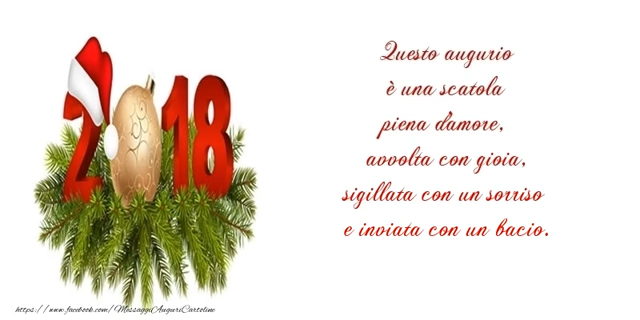 2018
Questo augurio
è una scatola
piena d'amore,
avvolta con gioia,
sigillata con un sorriso
e inviata con un bacio.
https://www.facebook.com/MessaggiAuguriCartoline